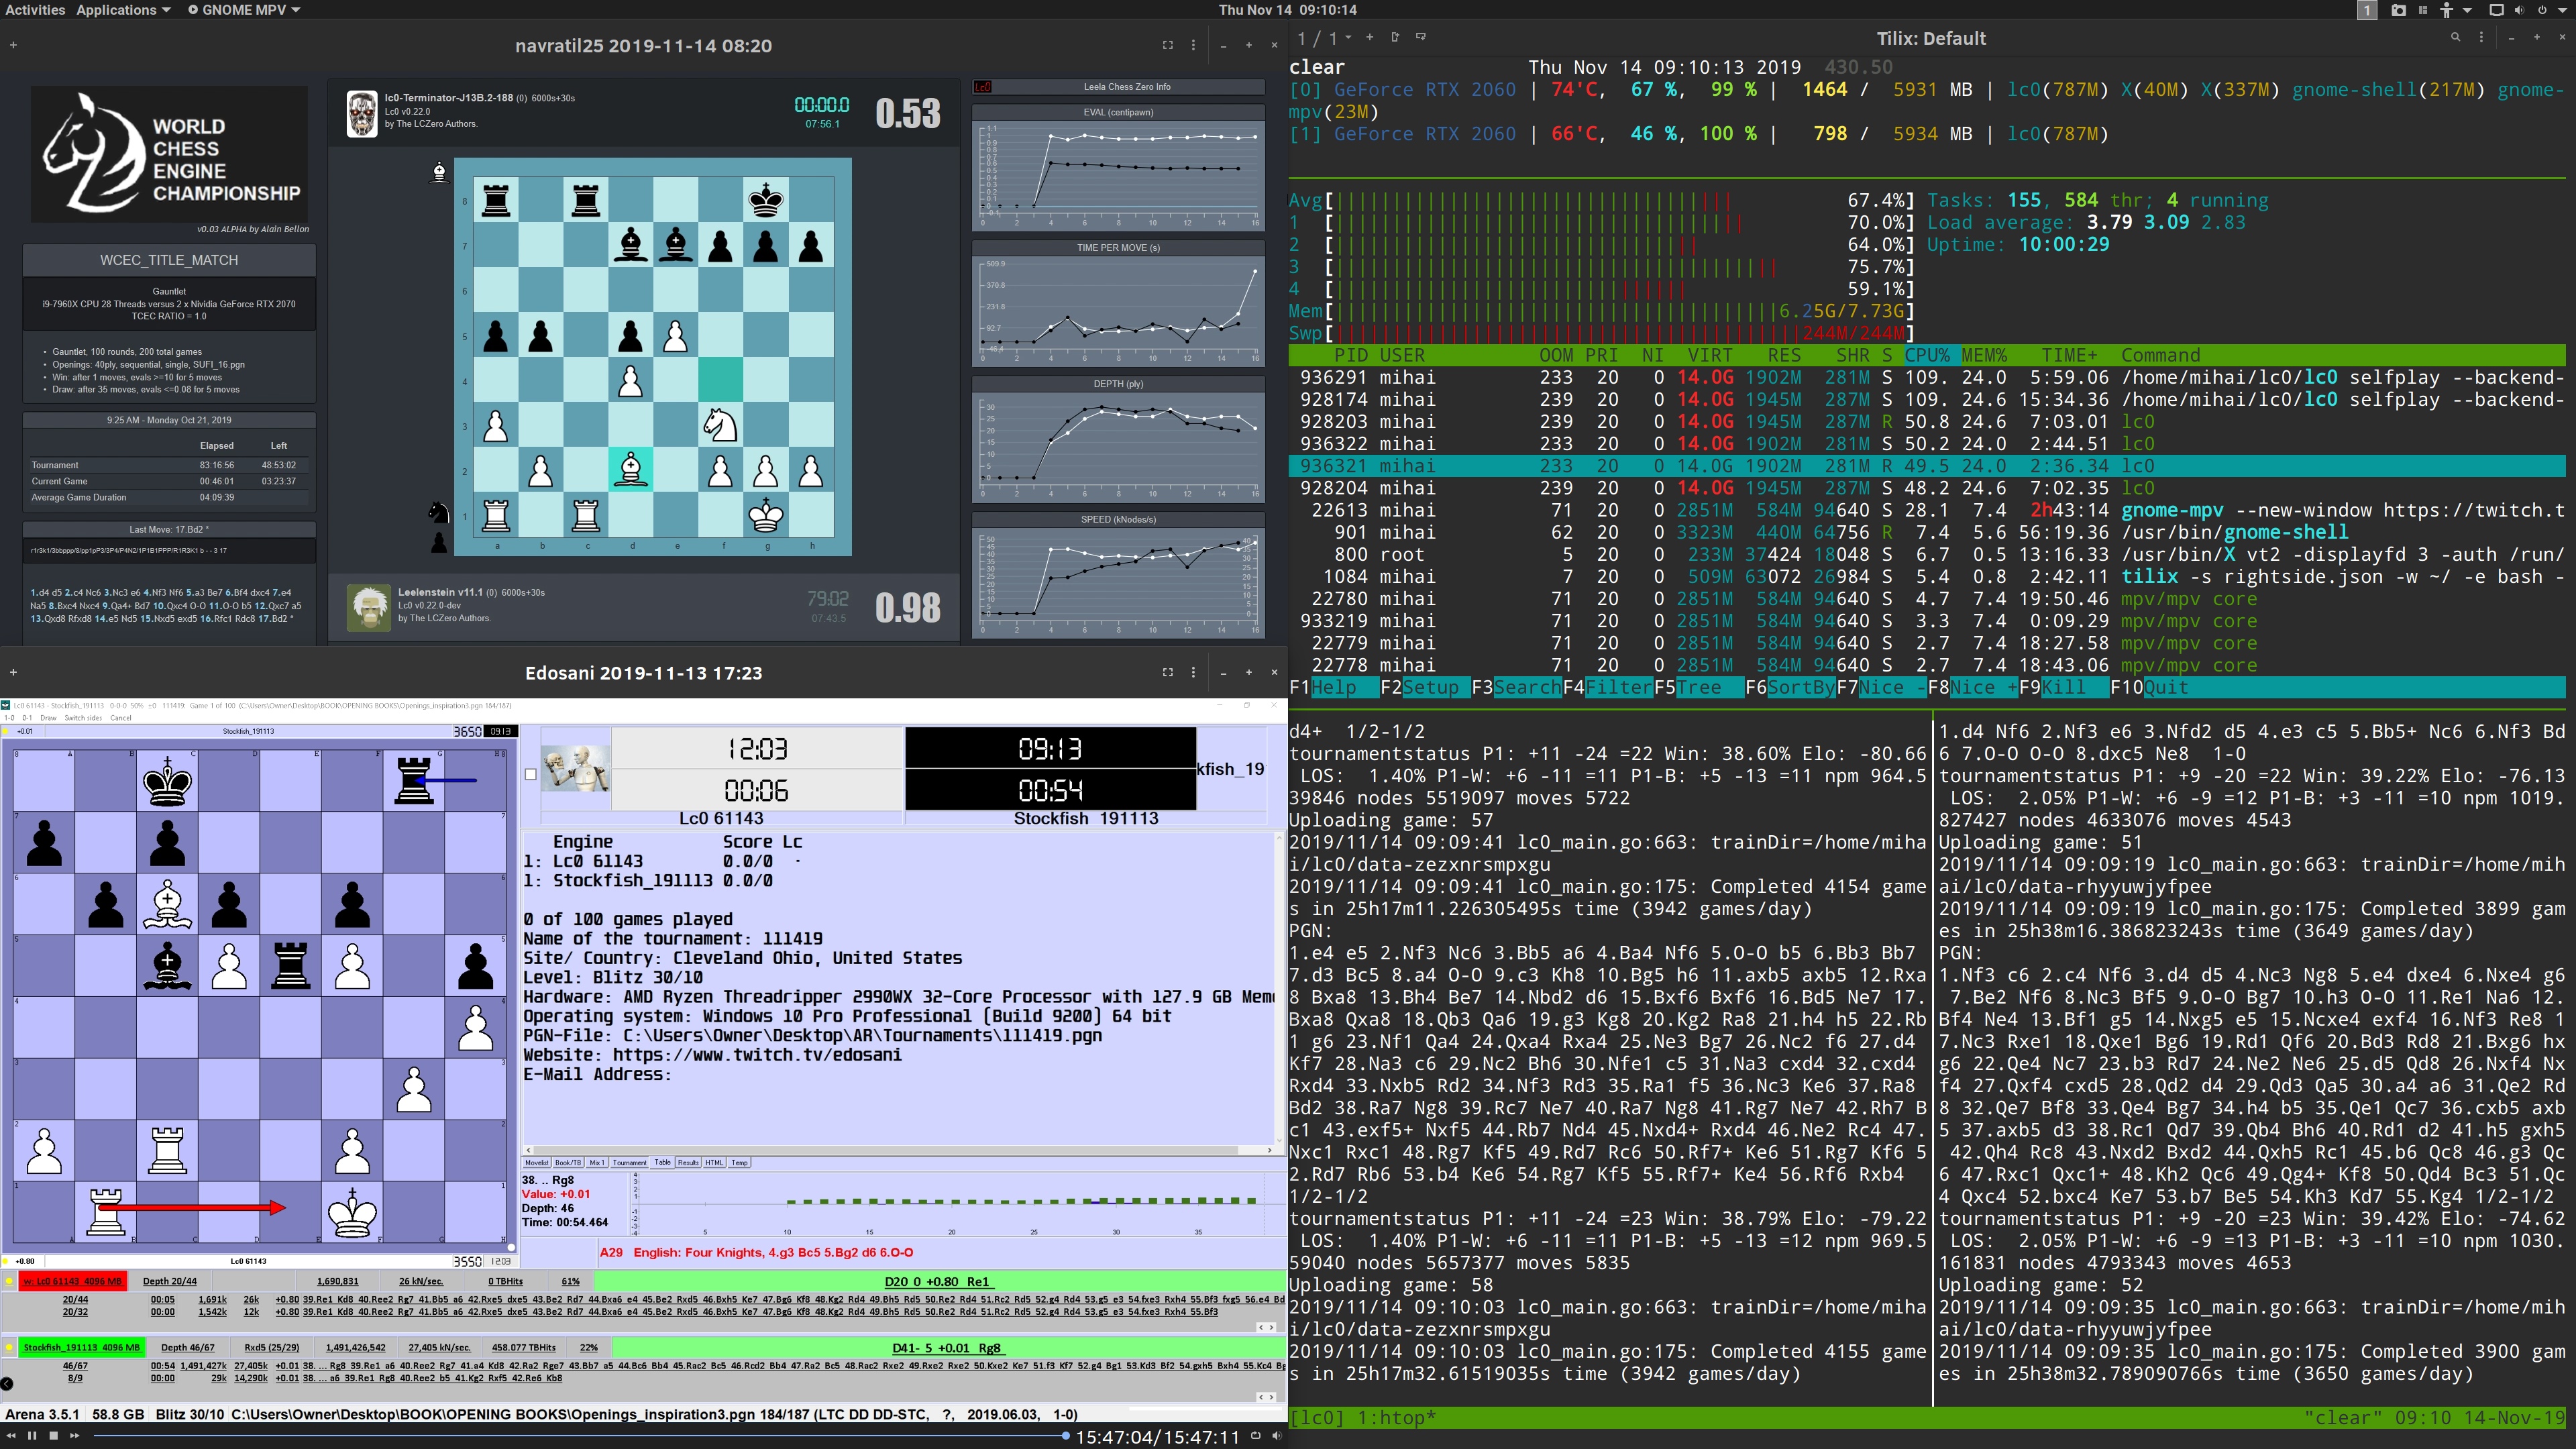 Activities Applications GNOME MPV Thu Nov 14 09:10:14 1
navratil25 2019-11-14 08:20
WORLD
CHESS
ENGINE
CHAMPIONSHIP
v0.03 ALPHA by Alain Bellon
WCEC_TITLE_MATCH
Gauntlet
i9-7960X CPU 28 Threads versus 2 x Nividia GeForce RTX 2070
TCEC RATIO = 1.0
• Gauntlet, 100 rounds, 200 total games
• Openings: 40ply, sequential, single, SUFI_16.pgn
• Win: after 1 moves, evals >=10 for 5 moves
• Draw: after 35 moves, evals <=0.08 for 5 moves
9:25 AM - Monday Oct 21, 2019
Elapsed Left
Tournament 83:16:56 48:53:02
Current Game 00:46:01 03:23:37
Average Game Duration 04:09:39
Last Move: 17.Bd2 *
r1r3k1/3bbppp/8/pp1pP3/3P4/P4N2/1P1B1PPP/R1R3K1 b - - 3 17
1.d4 d5 2.c4 Nc6 3.Nc3 e6 4.Nf3 Nf6 5.a3 Be7 6.Bf4 dxc4 7.e4
Na5 8.Bxc4 Nxc4 9.Qa4+ Bd7 10.Qxc4 O-O 11.O-O b5 12.Qxc7 a5
13.Qxd8 Rfxd8 14.e5 Nd5 15.Nxd5 exd5 16.Rfc1 Rdc8 17.Bd2 *
lc0-Terminator-J13B.2-188 (0) 6000s+30s
Lc0 v0.22.0
by The LCZero Authors.
00:00.0
07:56.1
0.53
8
7
6
5
4
3
2
1
a b c d e f g h
Leelenstein v11.1 (0) 6000s+30s
Lc0 v0.22.0-dev
by The LCZero Authors.
79:02
07:43.5
0.98
Lc0 Leela Chess Zero Info
EVAL (centipawn)
TIME PER MOVE (s)
509.9
370.8
231.8
92.7
DEPTH (ply)
SPEED (kNodes/s)
Edosani 2019-11-13 17:23
Lc0 61143 - Stockfish_191113 0-0-0 50% ±0 111419: Game 1 of 100 (C:\Users\Owner\Desktop\BOOK\OPENING BOOKS\Openings_inspiration3.pgn 184/187)
1-0 0-1 Draw Switch sides Cancel
+0.01 Stockfish_191113 3650 09:13
12:03 09:13
00:06 00:54
kfish_19
Lc0 61143 Stockfish 191113
Engine Score Lc
1: Lc0 61143 0.0/0 ·
1: Stockfish_191113 0.0/0
0 of 100 games played
Name of the tournament: 111419
Site/ Country: Cleveland Ohio, United States
Level: Blitz 30/10
Hardware: AMD Ryzen Threadripper 2990WX 32-Core Processor with 127.9 GB Mem
Operating system: Windows 10 Pro Professional (Build 9200) 64 bit
PGN-File: C:\Users\Owner\Desktop\AR\Tournaments\111419.pgn
Website: https://www.twitch.tv/edosani
E-Mail Address:
Movelist Book/TB Mix 1 Tournament Table Results HTML Temp
38. .. Rg8
Value: +0.01
Depth: 46
Time: 00:54.464
5 10 15 20 25 30 35
A29 English: Four Knights, 4.g3 Bc5 5.Bg2 d6 6.O-O
+0.80 Lc0 61143 3550 12:03
w: Lc0 61143 4096 MB Depth 20/44 1,690,831 26 kN/sec. 0 TBHits 61% D20 0 +0.80 Re1
20/44 00:05 1,691k 26k +0.80 39.Re1 Kd8 40.Ree2 Rg7 41.Bb5 a6 42.Rxe5 dxe5 43.Be2 Rd7 44.Bxa6 e4 45.Be2 Rxd5 46.Bxh5 Ke7 47.Bg6 Kf8 48.Kg2 Rd4 49.Bh5 Rd5 50.Re2 Rd4 51.Rc2 Rd5 52.g4 Rd4 53.g5 e3 54.fxe3 Rxh4 55.Bf3 fxg5 56.e4 Bd
20/32 00:00 1,542k 12k +0.80 39.Re1 Kd8 40.Ree2 Rg7 41.Bb5 a6 42.Rxe5 dxe5 43.Be2 Rd7 44.Bxa6 e4 45.Be2 Rxd5 46.Bxh5 Ke7 47.Bg6 Kf8 48.Kg2 Rd4 49.Bh5 Rd5 50.Re2 Rd4 51.Rc2 Rd5 52.g4 Rd4 53.g5 e3 54.fxe3 Rxh4 55.Bf3
Stockfish_191113 4096 MB Depth 46/67 Rxd5 (25/29) 1,491,426,542 27,405 kN/sec. 458.077 TBHits 22% D41- 5 +0.01 Rg8
46/67 00:54 1,491,427k 27,405k +0.01 38. ... Rg8 39.Re1 a6 40.Ree2 Rg7 41.a4 Kd8 42.Ra2 Rge7 43.Bb7 a5 44.Bc6 Bb4 45.Rac2 Bc5 46.Rcd2 Bb4 47.Ra2 Bc5 48.Rac2 Rxe2 49.Rxe2 Rxe2 50.Kxe2 Ke7 51.f3 Kf7 52.g4 Bg1 53.Kd3 Bf2 54.gxh5 Bxh4 55.Kc4 Bg
8/9 00:00 29k 14,290k +0.01 38. ... a6 39.Re1 Rg8 40.Ree2 b5 41.Kg2 Rxf5 42.Re6 Kb8
Arena 3.5.1 58.8 GB Blitz 30/10 C:\Users\Owner\Desktop\BOOK\OPENING BOOKS\Openings_inspiration3.pgn 184/187 (LTC DD DD-STC, ?, 2019.06.03, 1-0)
15:47:04/15:47:11
1 / 1 Tilix: Default
clear Thu Nov 14 09:10:13 2019 430.50
[0] GeForce RTX 2060 | 74'C, 67 %, 99 % | 1464 / 5931 MB | lc0(787M) X(40M) X(337M) gnome-shell(217M) gnome-
mpv(23M)
[1] GeForce RTX 2060 | 66'C, 46 %, 100 % | 798 / 5934 MB | lc0(787M)
Avg[ 67.4%] Tasks: 155, 584 thr; 4 running
1 [ 70.0%] Load average: 3.79 3.09 2.83
2 [ 64.0%] Uptime: 10:00:29
3 [ 75.7%]
4 [ 59.1%]
Mem[ 6.25G/7.73G]
Swp[ 244M/244M]
PID USER OOM PRI NI VIRT RES SHR S CPU% MEM% TIME+ Command
936291 mihai 233 20 0 14.0G 1902M 281M S 109. 24.0 5:59.06 /home/mihai/lc0/lc0 selfplay --backend-
928174 mihai 239 20 0 14.0G 1945M 287M S 109. 24.6 15:34.36 /home/mihai/lc0/lc0 selfplay --backend-
928203 mihai 239 20 0 14.0G 1945M 287M R 50.8 24.6 7:03.01 lc0
936322 mihai 233 20 0 14.0G 1902M 281M S 50.2 24.0 2:44.51 lc0
936321 mihai 233 20 0 14.0G 1902M 281M R 49.5 24.0 2:36.34 lc0
928204 mihai 239 20 0 14.0G 1945M 287M S 48.2 24.6 7:02.35 lc0
22613 mihai 71 20 0 2851M 584M 94640 S 28.1 7.4 2h43:14 gnome-mpv --new-window https://twitch.t
901 mihai 62 20 0 3323M 440M 64756 R 7.4 5.6 56:19.36 /usr/bin/gnome-shell
800 root 5 20 0 233M 37424 18048 S 6.7 0.5 13:16.33 /usr/bin/X vt2 -displayfd 3 -auth /run/
1084 mihai 7 20 0 509M 63072 26984 S 5.4 0.8 2:42.11 tilix -s rightside.json -w ~/ -e bash -
22780 mihai 71 20 0 2851M 584M 94640 S 4.7 7.4 19:50.46 mpv/mpv core
933219 mihai 71 20 0 2851M 584M 94640 S 3.3 7.4 0:09.29 mpv/mpv core
22779 mihai 71 20 0 2851M 584M 94640 S 2.7 7.4 18:27.58 mpv/mpv core
22778 mihai 71 20 0 2851M 584M 94640 S 2.7 7.4 18:43.06 mpv/mpv core
F1Help F2Setup F3SearchF4FilterF5Tree F6SortByF7Nice -F8Nice +F9Kill F10Quit
d4+ 1/2-1/2
tournamentstatus P1: +11 -24 =22 Win: 38.60% Elo: -80.66
LOS: 1.40% P1-W: +6 -11 =11 P1-B: +5 -13 =11 npm 964.5
39846 nodes 5519097 moves 5722
Uploading game: 57
2019/11/14 09:09:41 lc0_main.go:663: trainDir=/home/miha
i/lc0/data-zezxnrsmpxgu
2019/11/14 09:09:41 lc0_main.go:175: Completed 4154 game
s in 25h17m11.226305495s time (3942 games/day)
PGN:
1.e4 e5 2.Nf3 Nc6 3.Bb5 a6 4.Ba4 Nf6 5.O-O b5 6.Bb3 Bb7
7.d3 Bc5 8.a4 O-O 9.c3 Kh8 10.Bg5 h6 11.axb5 axb5 12.Rxa
8 Bxa8 13.Bh4 Be7 14.Nbd2 d6 15.Bxf6 Bxf6 16.Bd5 Ne7 17.
Bxa8 Qxa8 18.Qb3 Qa6 19.g3 Kg8 20.Kg2 Ra8 21.h4 h5 22.Rb
1 g6 23.Nf1 Qa4 24.Qxa4 Rxa4 25.Ne3 Bg7 26.Nc2 f6 27.d4
Kf7 28.Na3 c6 29.Nc2 Bh6 30.Nfe1 c5 31.Na3 cxd4 32.cxd4
Rxd4 33.Nxb5 Rd2 34.Nf3 Rd3 35.Ra1 f5 36.Nc3 Ke6 37.Ra8
Bd2 38.Ra7 Ng8 39.Rc7 Ne7 40.Ra7 Ng8 41.Rg7 Ne7 42.Rh7 B
c1 43.exf5+ Nxf5 44.Rb7 Nd4 45.Nxd4+ Rxd4 46.Ne2 Rc4 47.
Nxc1 Rxc1 48.Rg7 Kf5 49.Rd7 Rc6 50.Rf7+ Ke6 51.Rg7 Kf6 5
2.Rd7 Rb6 53.b4 Ke6 54.Rg7 Kf5 55.Rf7+ Ke4 56.Rf6 Rxb4
1/2-1/2
tournamentstatus P1: +11 -24 =23 Win: 38.79% Elo: -79.22
LOS: 1.40% P1-W: +6 -11 =11 P1-B: +5 -13 =12 npm 969.5
59040 nodes 5657377 moves 5835
Uploading game: 58
2019/11/14 09:10:03 lc0_main.go:663: trainDir=/home/miha
i/lc0/data-zezxnrsmpxgu
2019/11/14 09:10:03 lc0_main.go:175: Completed 4155 game
s in 25h17m32.61519035s time (3942 games/day)
1.d4 Nf6 2.Nf3 e6 3.Nfd2 d5 4.e3 c5 5.Bb5+ Nc6 6.Nf3 Bd
6 7.O-O O-O 8.dxc5 Ne8 1-0
tournamentstatus P1: +9 -20 =22 Win: 39.22% Elo: -76.13
LOS: 2.05% P1-W: +6 -9 =12 P1-B: +3 -11 =10 npm 1019.
827427 nodes 4633076 moves 4543
Uploading game: 51
2019/11/14 09:09:19 lc0_main.go:663: trainDir=/home/mih
ai/lc0/data-rhyyuwjyfpee
2019/11/14 09:09:19 lc0_main.go:175: Completed 3899 gam
es in 25h38m16.386823243s time (3649 games/day)
PGN:
1.Nf3 c6 2.c4 Nf6 3.d4 d5 4.Nc3 Ng8 5.e4 dxe4 6.Nxe4 g6
7.Be2 Nf6 8.Nc3 Bf5 9.O-O Bg7 10.h3 O-O 11.Re1 Na6 12.
Bf4 Ne4 13.Bf1 g5 14.Nxg5 e5 15.Ncxe4 exf4 16.Nf3 Re8 1
7.Nc3 Rxe1 18.Qxe1 Bg6 19.Rd1 Qf6 20.Bd3 Rd8 21.Bxg6 hx
g6 22.Qe4 Nc7 23.b3 Rd7 24.Ne2 Ne6 25.d5 Qd8 26.Nxf4 Nx
f4 27.Qxf4 cxd5 28.Qd2 d4 29.Qd3 Qa5 30.a4 a6 31.Qe2 Rd
8 32.Qe7 Bf8 33.Qe4 Bg7 34.h4 b5 35.Qe1 Qc7 36.cxb5 axb
5 37.axb5 d3 38.Rc1 Qd7 39.Qb4 Bh6 40.Rd1 d2 41.h5 gxh5
42.Qh4 Rc8 43.Nxd2 Bxd2 44.Qxh5 Rc1 45.b6 Qc8 46.g3 Qc
6 47.Rxc1 Qxc1+ 48.Kh2 Qc6 49.Qg4+ Kf8 50.Qd4 Bc3 51.Qc
4 Qxc4 52.bxc4 Ke7 53.b7 Be5 54.Kh3 Kd7 55.Kg4 1/2-1/2
tournamentstatus P1: +9 -20 =23 Win: 39.42% Elo: -74.62
LOS: 2.05% P1-W: +6 -9 =13 P1-B: +3 -11 =10 npm 1030.
161831 nodes 4793343 moves 4653
Uploading game: 52
2019/11/14 09:09:35 lc0_main.go:663: trainDir=/home/mih
ai/lc0/data-rhyyuwjyfpee
2019/11/14 09:09:35 lc0_main.go:175: Completed 3900 gam
es in 25h38m32.789090766s time (3650 games/day)
[lc0] 1:htop* "clear" 09:10 14-Nov-19